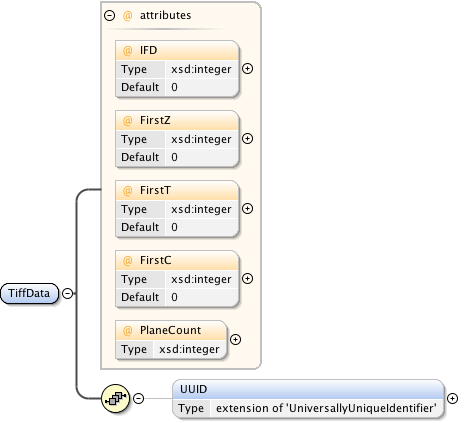 @ attributes
@ IFD
Type xsd:integer
Default 0
@ FirstZ
Type xsd:integer
Default 0
@ FirstT
Type xsd:integer
Default 0
@ FirstC
Type xsd:integer
Default 0
@ PlaneCount
Type xsd:integer
TiffData
UUID
Type extension of 'UniversallyUniqueIdentifier'